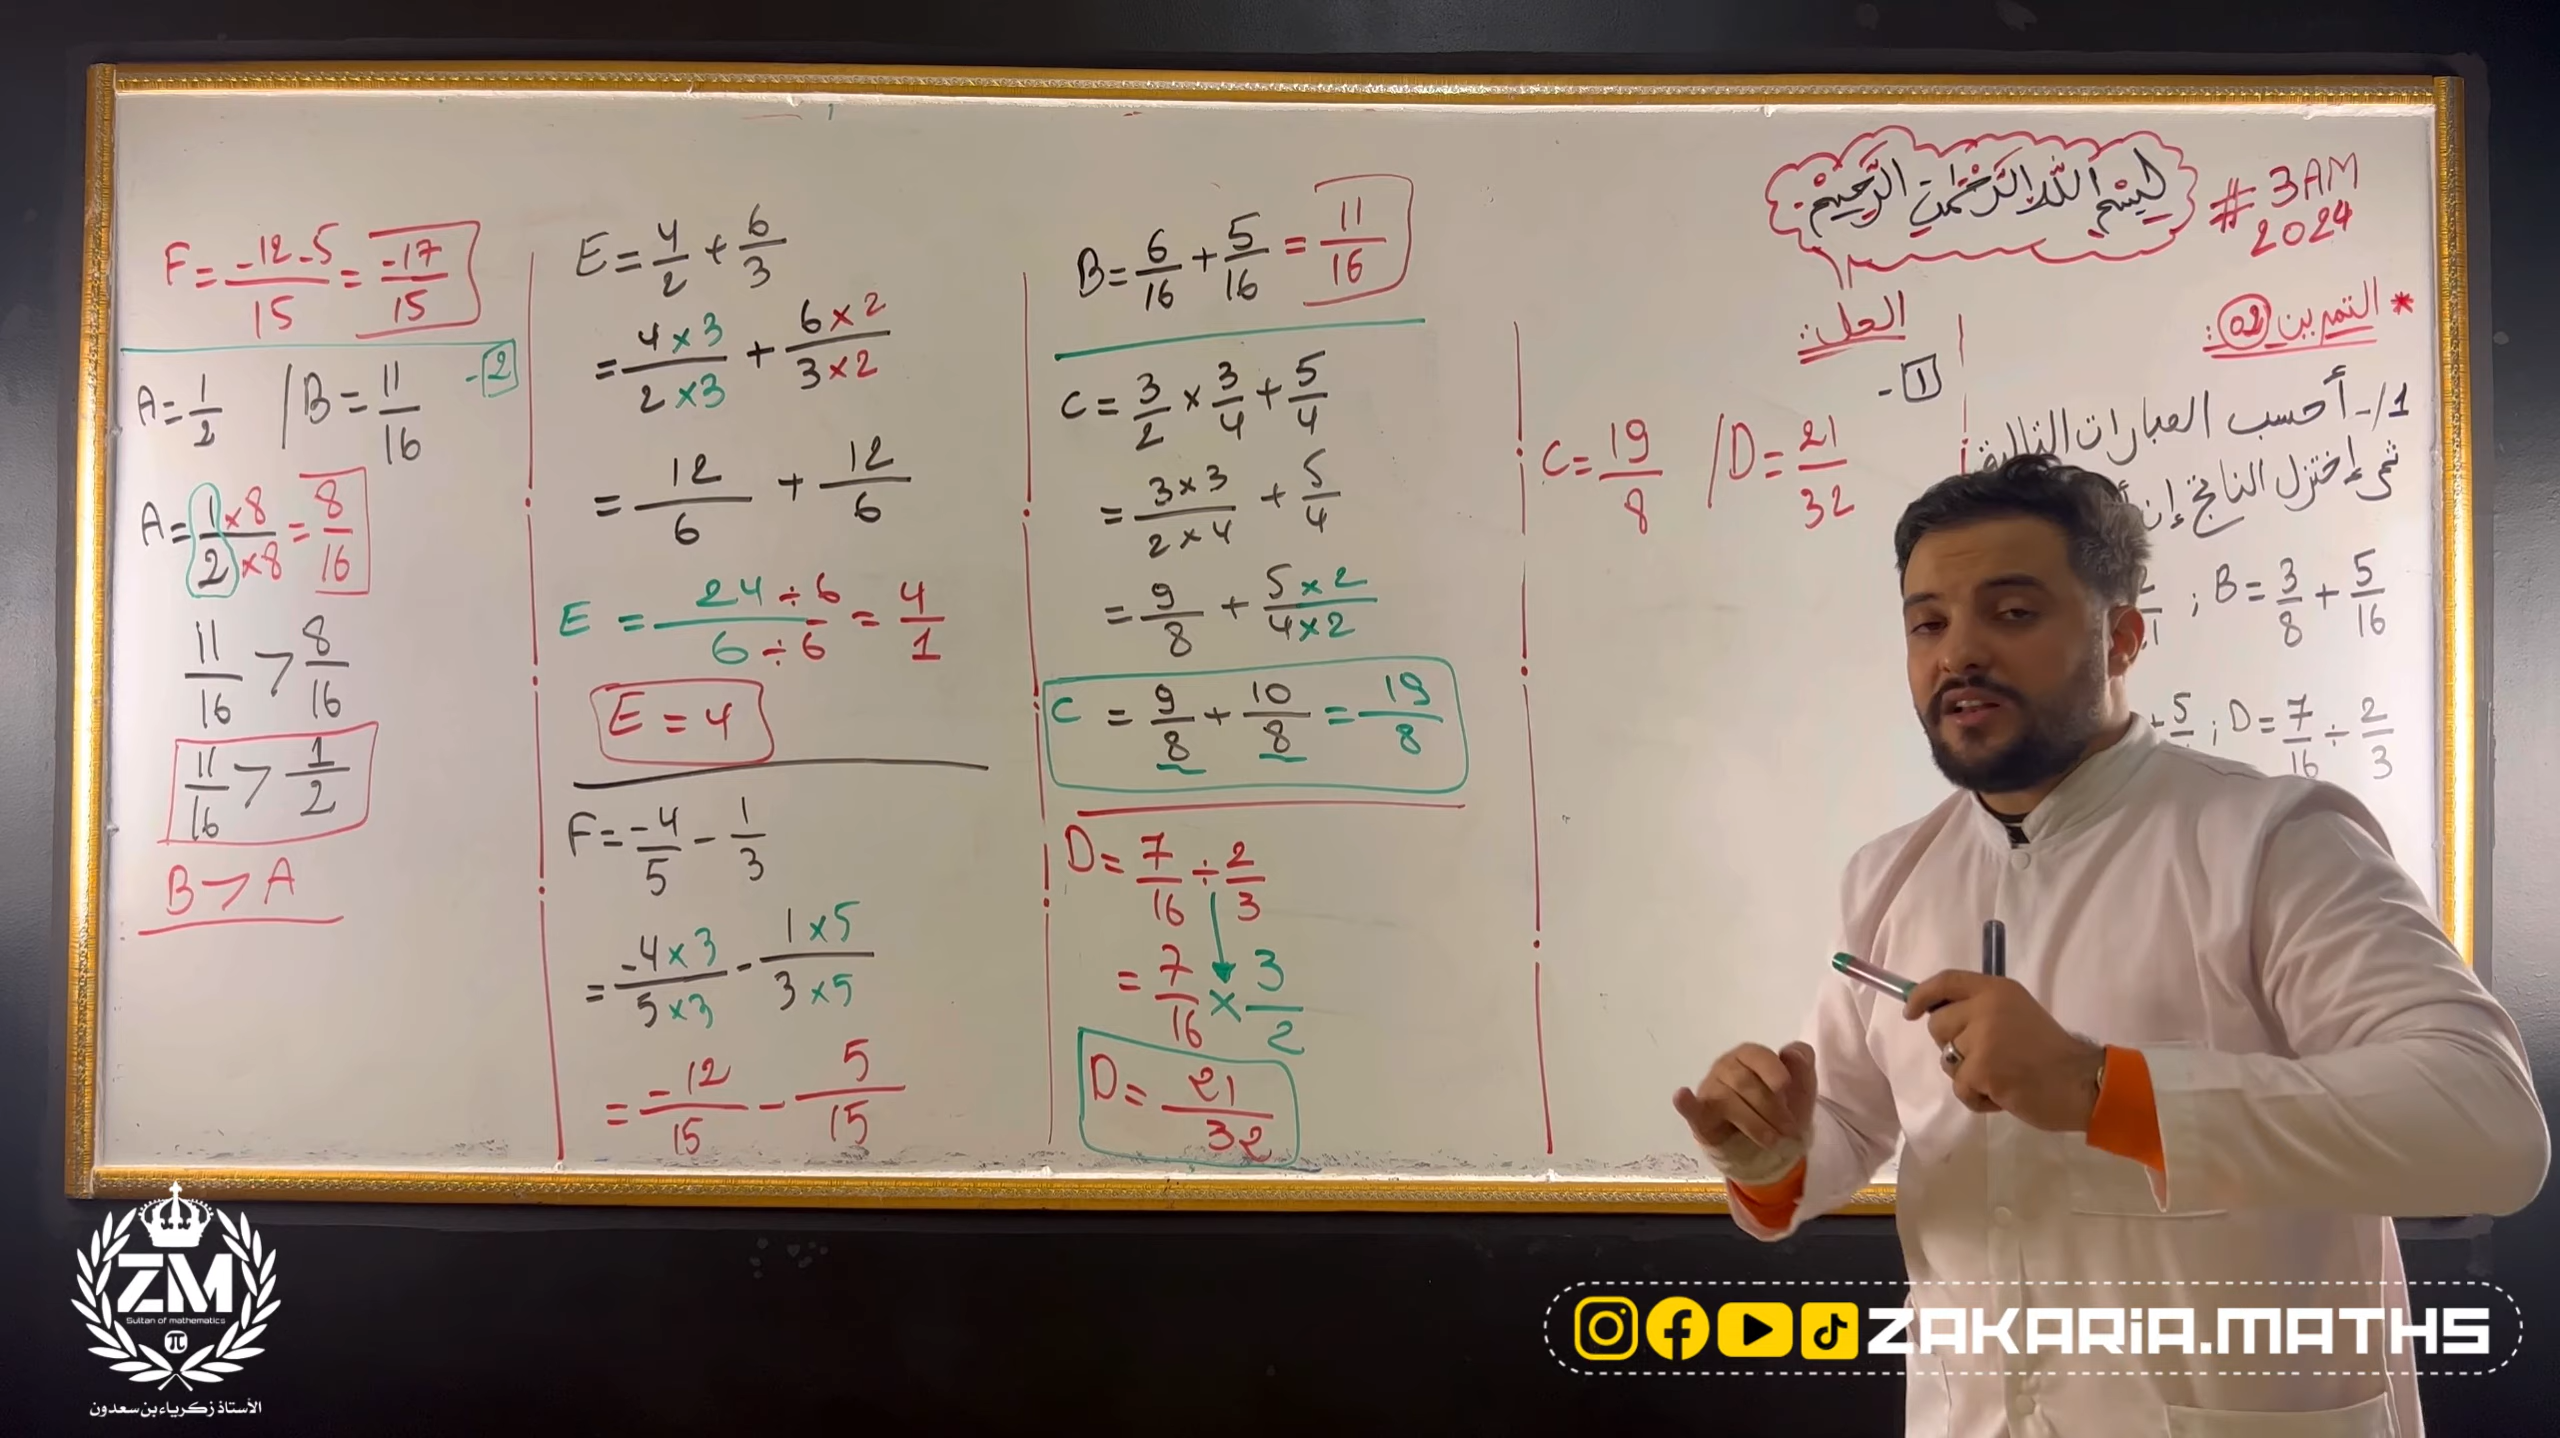 بسم الله الرحمن الرحيم
# 3AM
2024
* التمرين 02 :
1/- أحسب العبارات التالية
ثم إختزل الناتج إن
; B = 3/8 + 5/16
+ 5/ ; D = 7/16 ÷ 2/3
الحل :
1 -
C = 19/8 / D = 21/32
B = 6/16 + 5/16 = 11/16
C = 3/2 × 3/4 + 5/4
= 3×3/2×4 + 5/4
= 9/8 + 5×2/4×2
C = 9/8 + 10/8 = 19/8
D = 7/16 ÷ 2/3
= 7/16 × 3/2
D = 21/32
E = 4/2 + 6/3
= 4×3/2×3 + 6×2/3×2
= 12/6 + 12/6
E = 24÷6/6÷6 = 4/1
E = 4
F = -4/5 - 1/3
= -4×3/5×3 - 1×5/3×5
= -12/15 - 5/15
F = -12-5/15 = -17/15
2 -
A = 1/2 / B = 11/16
A = 1×8/2×8 = 8/16
11/16 > 8/16
11/16 > 1/2
B > A
ZM
Sultan of mathematics
π
الأستاذ زكرياء بن سعدون
ZAKARiA.MATHS